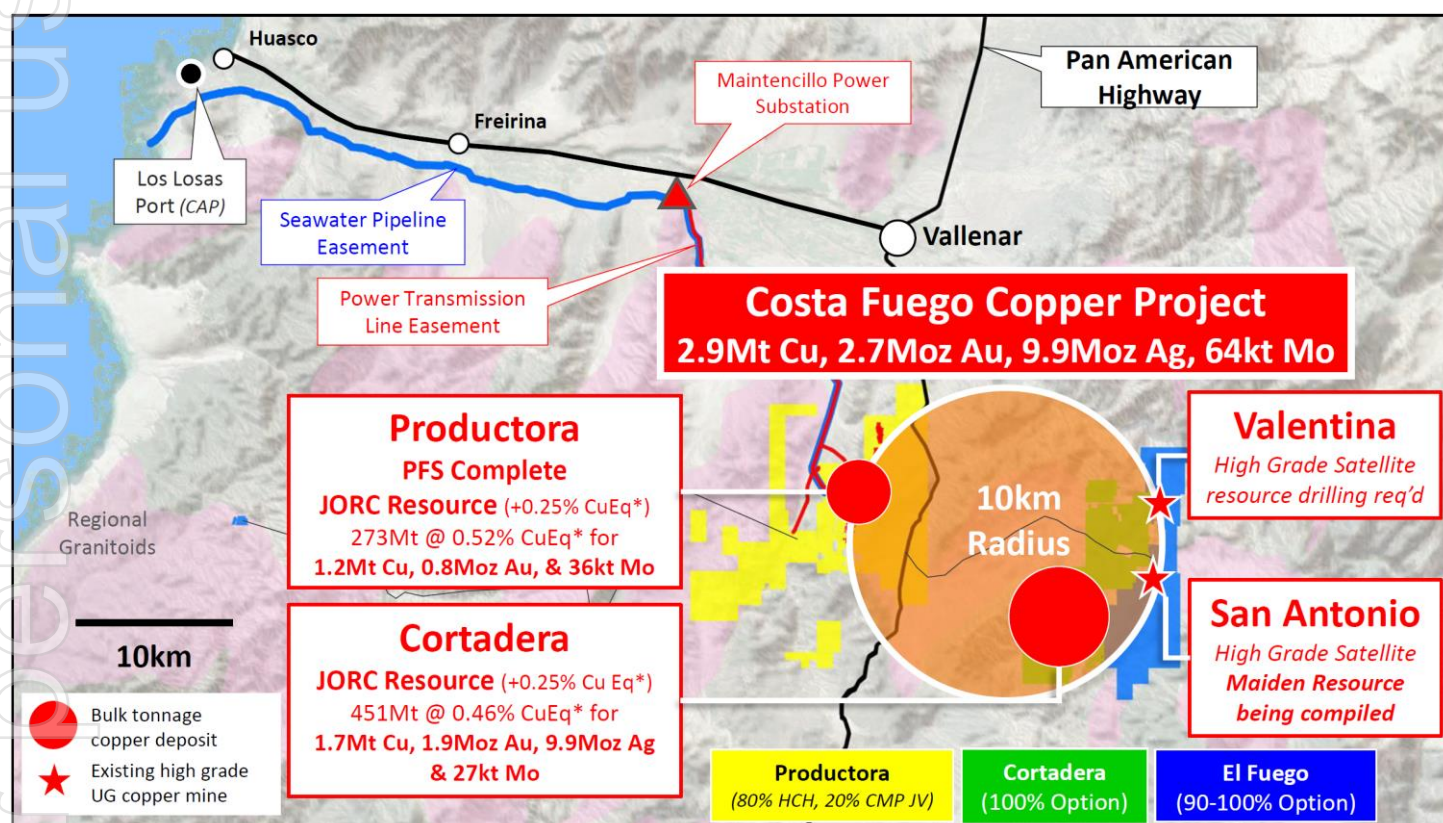 personal us
Huasco
Pan American
Highway
Maintencillo Power
Substation
Freirina
Los Losas
Port (CAP)
Seawater Pipeline
Easement
Vallenar
Power Transmission
Line Easement
Costa Fuego Copper Project
2.9Mt Cu, 2.7Moz Au, 9.9Moz Ag, 64kt Mo
Productora
PFS Complete
JORC Resource (+0.25% CuEq*)
273Mt @ 0.52% CuEq* for
1.2Mt Cu, 0.8Moz Au, & 36kt Mo
Valentina
High Grade Satellite
resource drilling req'd
10km
Radius
Regional
Granitoids
Cortadera
JORC Resource (+0.25% Cu Eq*)
451Mt @ 0.46% CuEq* for
1.7Mt Cu, 1.9Moz Au, 9.9Moz Ag
& 27kt Mo
San Antonio
High Grade Satellite
Maiden Resource
being compiled
10km
Bulk tonnage
copper deposit
Existing high grade
UG copper mine
Productora
(80% HCH, 20% CMP JV)
Cortadera
(100% Option)
El Fuego
(90-100% Option)